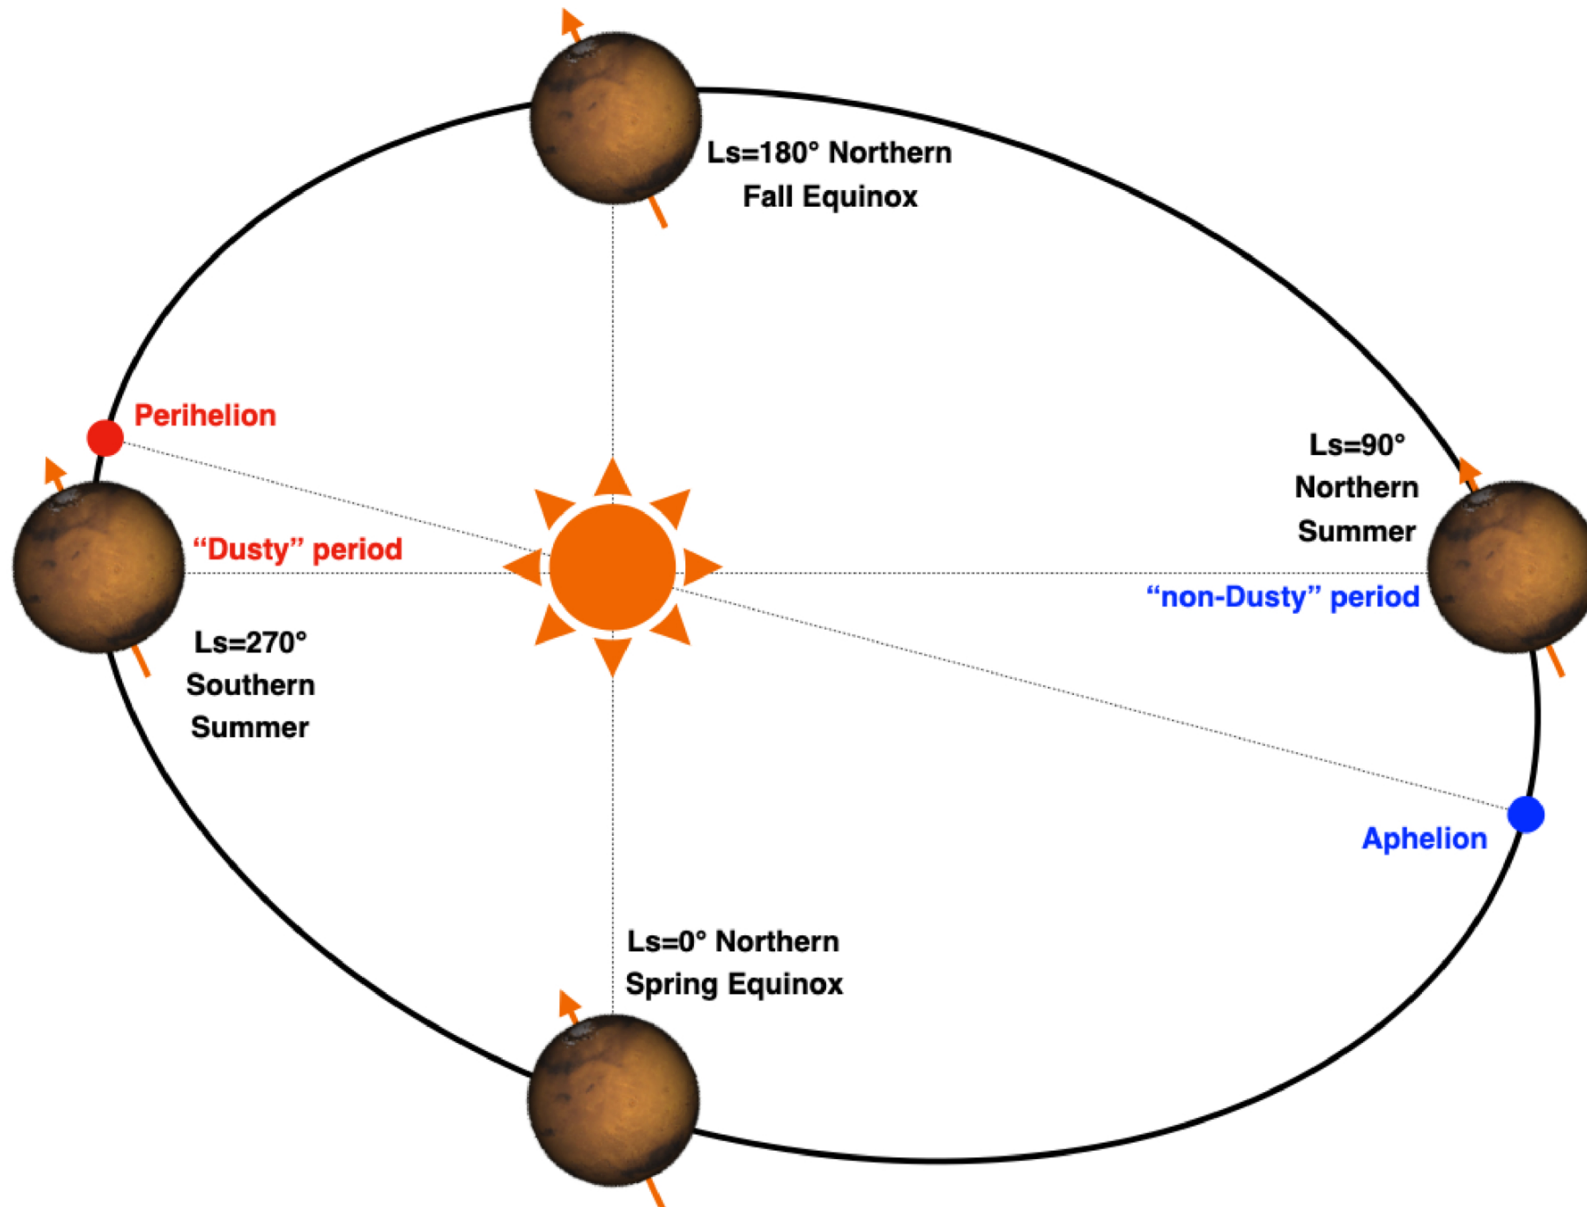 Ls=180° Northern
Fall Equinox
Perihelion
Ls=90°
Northern
Summer
“Dusty” period
“non-Dusty” period
Ls=270°
Southern
Summer
Aphelion
Ls=0° Northern
Spring Equinox